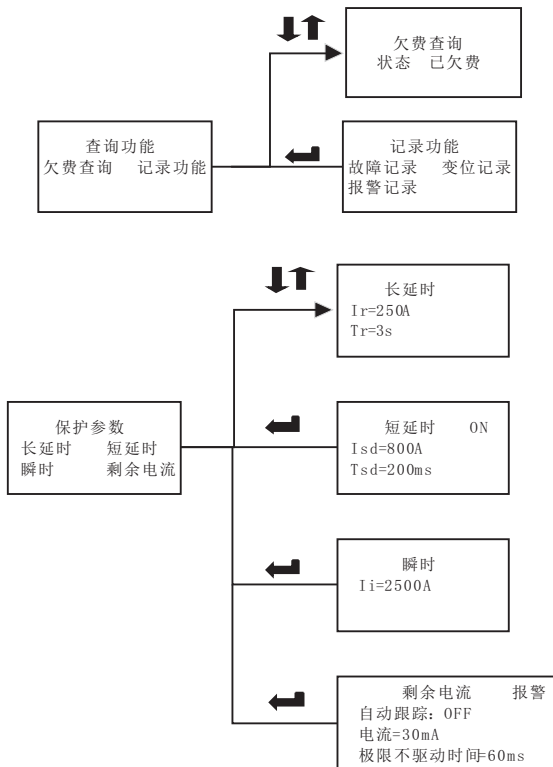 欠费查询
状态 已欠费
查询功能
欠费查询 记录功能
记录功能
故障记录 变位记录
报警记录
长延时
Ir=250A
Tr=3s
保护参数
长延时 短延时
瞬时 剩余电流
短延时 ON
Isd=800A
Tsd=200ms
瞬时
Ii=2500A
剩余电流 报警
自动跟踪: OFF
电流=30mA
极限不驱动时间=60ms